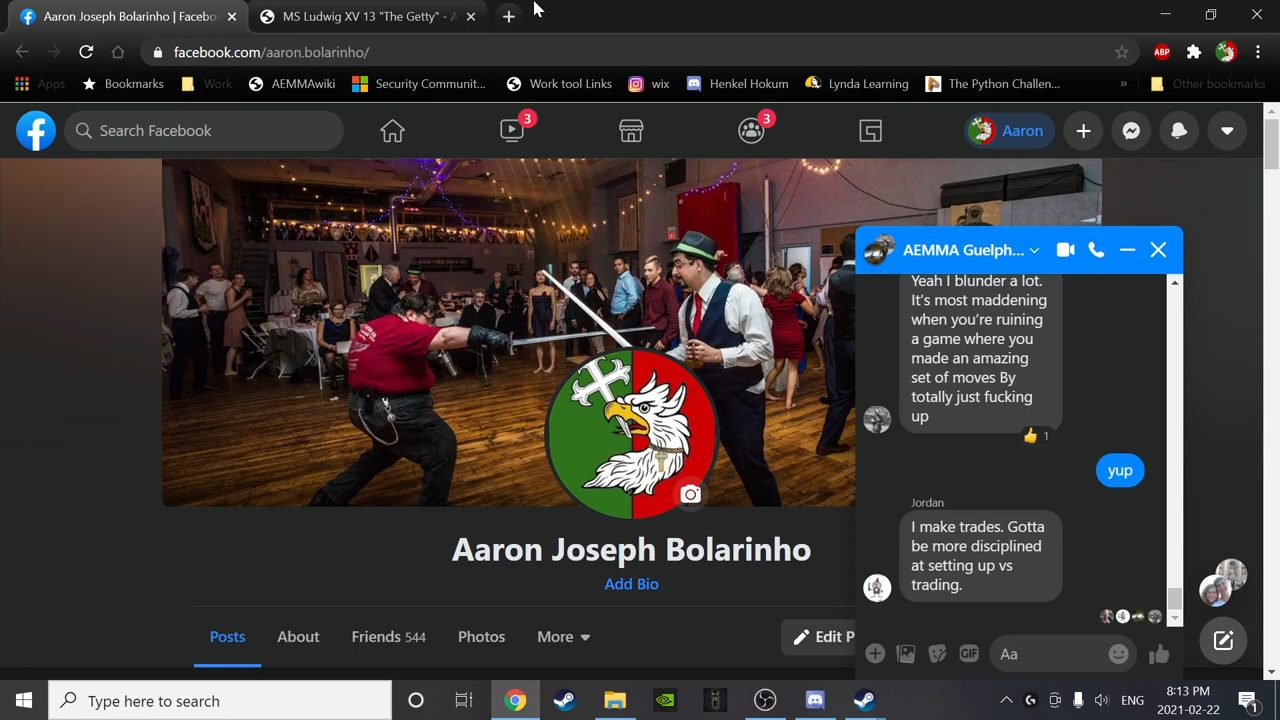 Aaron Joseph Bolarinho | Facebo
MS Ludwig XV 13 "The Getty" - A
facebook.com/aaron.bolarinho/
ABP
Apps
Bookmarks
Work
AEMMAwiki
Security Communit...
Work tool Links
wix
Henkel Hokum
Lynda Learning
The Python Challen...
»
Other bookmarks
Search Facebook
3
3
Aaron
AEMMA Guelph...
Yeah I blunder a lot.
It's most maddening
when you're ruining
a game where you
made an amazing
set of moves By
totally just fucking
up
1
yup
Jordan
I make trades. Gotta
be more disciplined
at setting up vs
trading.
Aa
GIF
Aaron Joseph Bolarinho
Add Bio
Posts
About
Friends 544
Photos
More
Edit P
Type here to search
ENG
8:13 PM
2021-02-22
1